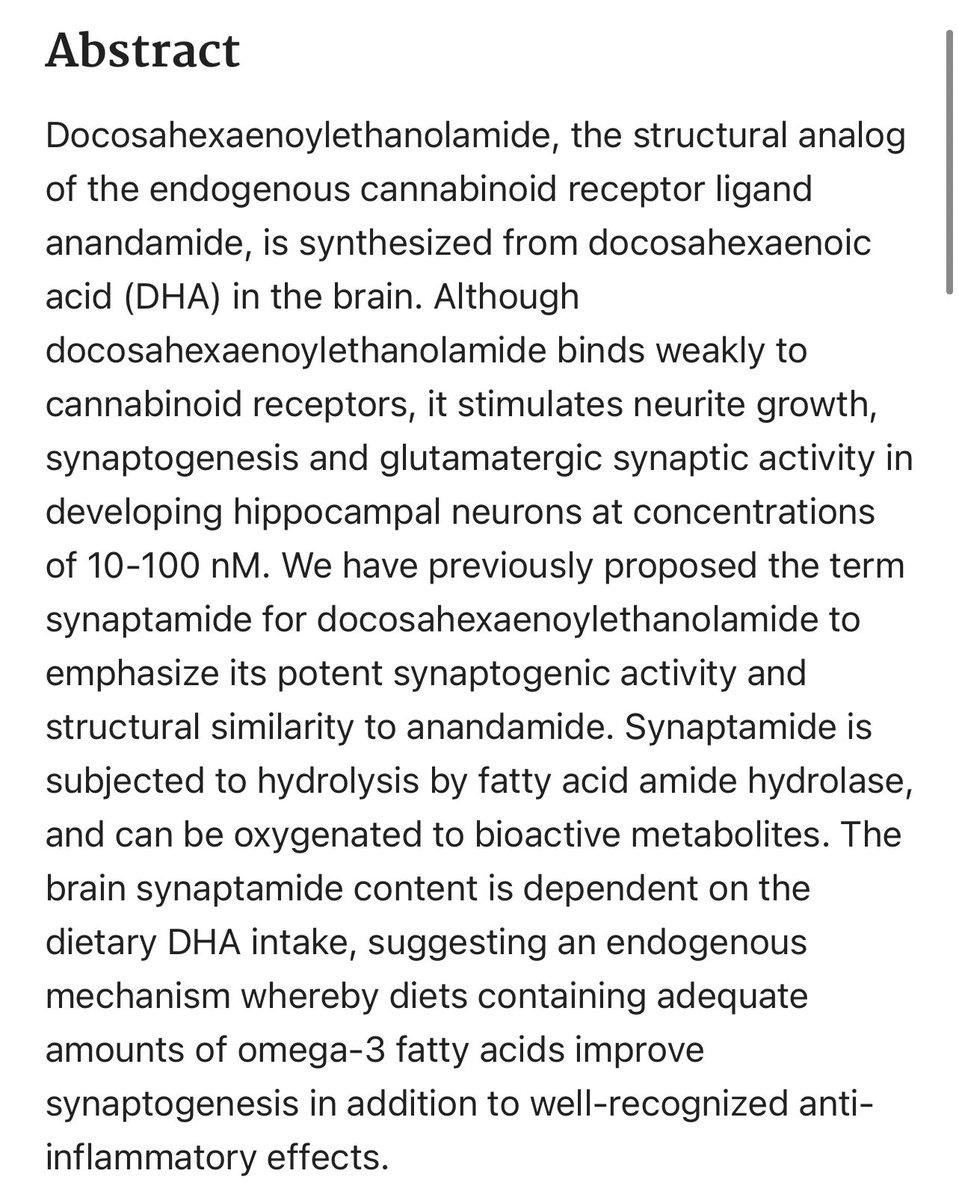 Abstract
Docosahexaenoylethanolamide, the structural analog
of the endogenous cannabinoid receptor ligand
anandamide, is synthesized from docosahexaenoic
acid (DHA) in the brain. Although
docosahexaenoylethanolamide binds weakly to
cannabinoid receptors, it stimulates neurite growth,
synaptogenesis and glutamatergic synaptic activity in
developing hippocampal neurons at concentrations
of 10-100 nM. We have previously proposed the term
synaptamide for docosahexaenoylethanolamide to
emphasize its potent synaptogenic activity and
structural similarity to anandamide. Synaptamide is
subjected to hydrolysis by fatty acid amide hydrolase,
and can be oxygenated to bioactive metabolites. The
brain synaptamide content is dependent on the
dietary DHA intake, suggesting an endogenous
mechanism whereby diets containing adequate
amounts of omega-3 fatty acids improve
synaptogenesis in addition to well-recognized anti-
inflammatory effects.